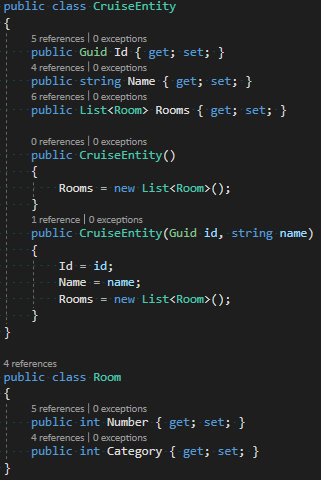 public class CruiseEntity
{
5 references | 0 exceptions
public Guid Id { get; set; }
4 references | 0 exceptions
public string Name { get; set; }
6 references | 0 exceptions
public List<Room> Rooms { get; set; }
0 references | 0 exceptions
public CruiseEntity()
{
Rooms = new List<Room>();
}
1 reference | 0 exceptions
public CruiseEntity(Guid id, string name)
{
Id = id;
Name = name;
Rooms = new List<Room>();
}
}
4 references
public class Room
{
5 references | 0 exceptions
public int Number { get; set; }
4 references | 0 exceptions
public int Category { get; set; }
}